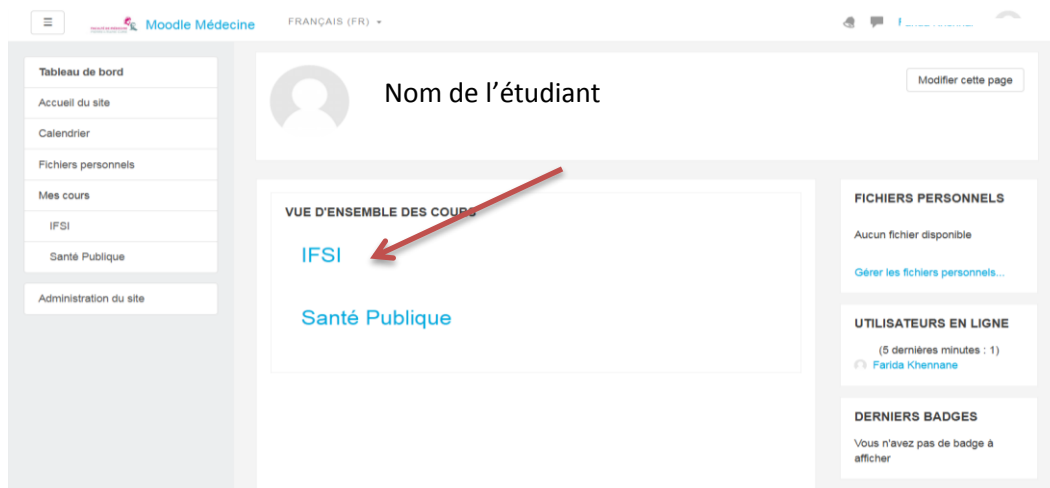 Moodle Médecine
FRANÇAIS (FR)
Tableau de bord
Accueil du site
Calendrier
Fichiers personnels
Mes cours
IFSI
Santé Publique
Administration du site
Nom de l'étudiant
Modifier cette page
VUE D'ENSEMBLE DES COURS
IFSI
Santé Publique
FICHIERS PERSONNELS
Aucun fichier disponible
Gérer les fichiers personnels...
UTILISATEURS EN LIGNE
(5 dernières minutes : 1)
Farida Khennane
DERNIERS BADGES
Vous n'avez pas de badge à
afficher